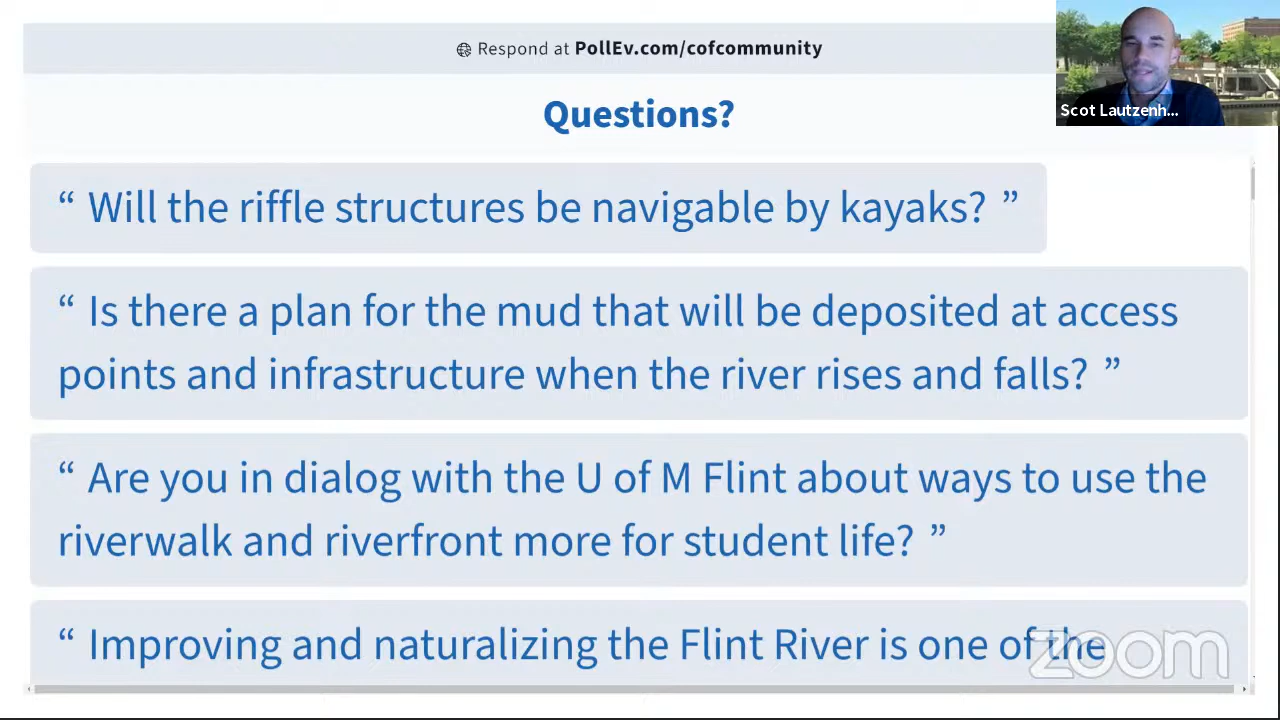 Respond at PollEv.com/cofcommunity
Scot Lautzenh...
Questions?
“ Will the riffle structures be navigable by kayaks? ”
“ Is there a plan for the mud that will be deposited at access
points and infrastructure when the river rises and falls? ”
“ Are you in dialog with the U of M Flint about ways to use the
riverwalk and riverfront more for student life? ”
“ Improving and naturalizing the Flint River is one of the
zoom